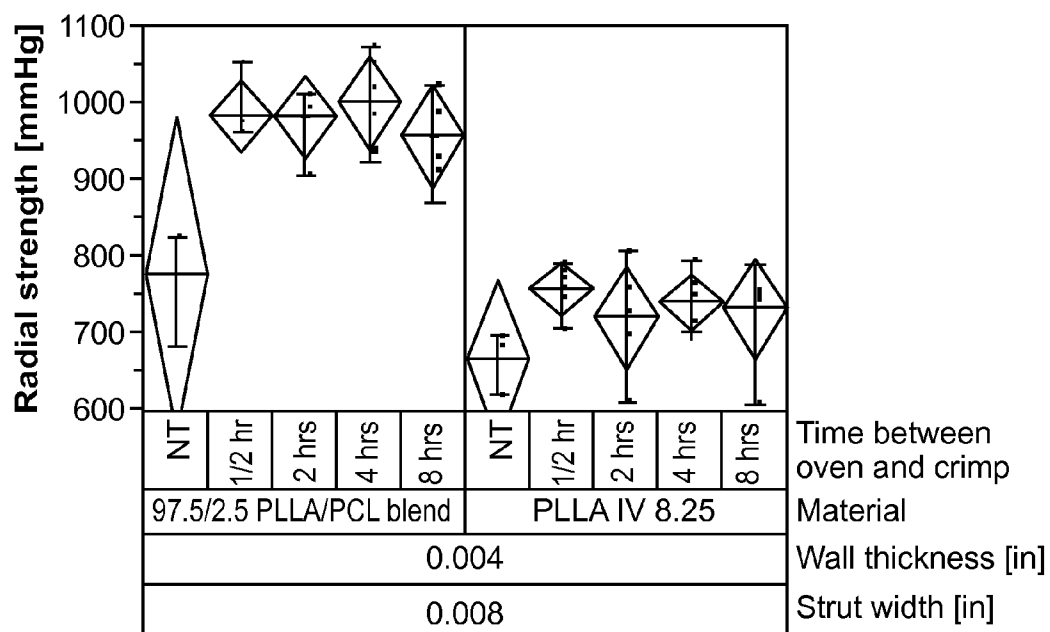 Radial strength [mmHg]
1100
1000
900
800
700
600
NT 1/2 hr 2 hrs 4 hrs 8 hrs NT 1/2 hr 2 hrs 4 hrs 8 hrs
Time between
oven and crimp
97.5/2.5 PLLA/PCL blend PLLA IV 8.25 Material
0.004 Wall thickness [in]
0.008 Strut width [in]